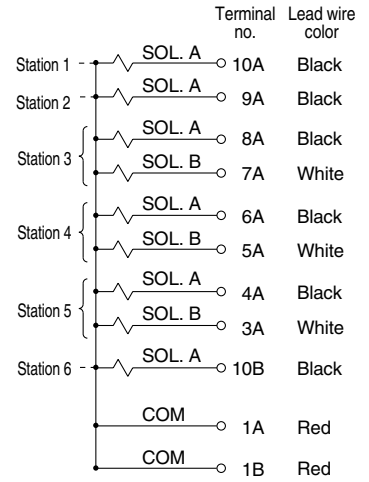 Terminal no. Lead wire color
Station 1 SOL. A 10A Black
Station 2 SOL. A 9A Black
Station 3 SOL. A 8A Black
SOL. B 7A White
Station 4 SOL. A 6A Black
SOL. B 5A White
Station 5 SOL. A 4A Black
SOL. B 3A White
Station 6 SOL. A 10B Black
COM 1A Red
COM 1B Red